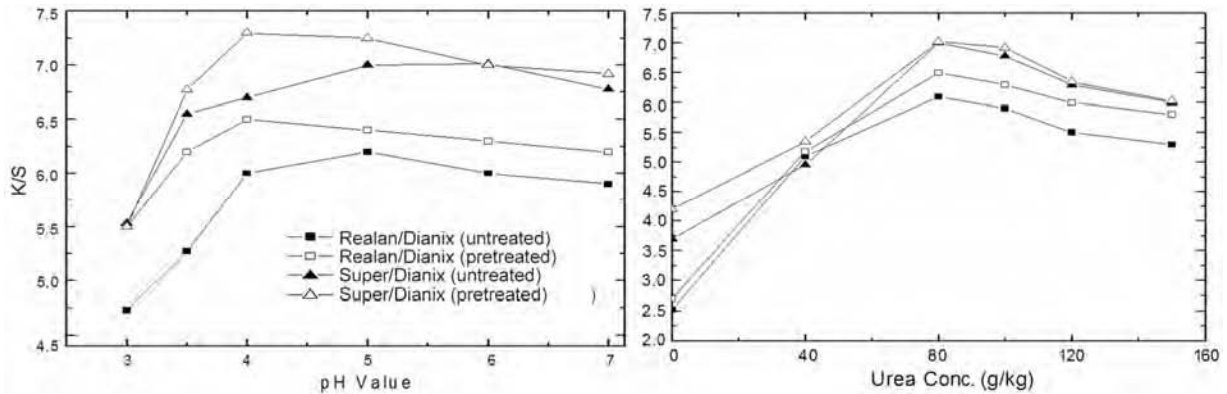 7.5
7.0
6.5
6.0
5.5
5.0
4.5
K/S
3 4 5 6 7
pH Value
Realan/Dianix (untreated)
Realan/Dianix (pretreated)
Super/Dianix (untreated)
Super/Dianix (pretreated) )
7.5
7.0
6.5
6.0
5.5
5.0
4.5
4.0
3.5
3.0
2.5
2.0
0 40 80 120 160
Urea Conc. (g/kg)